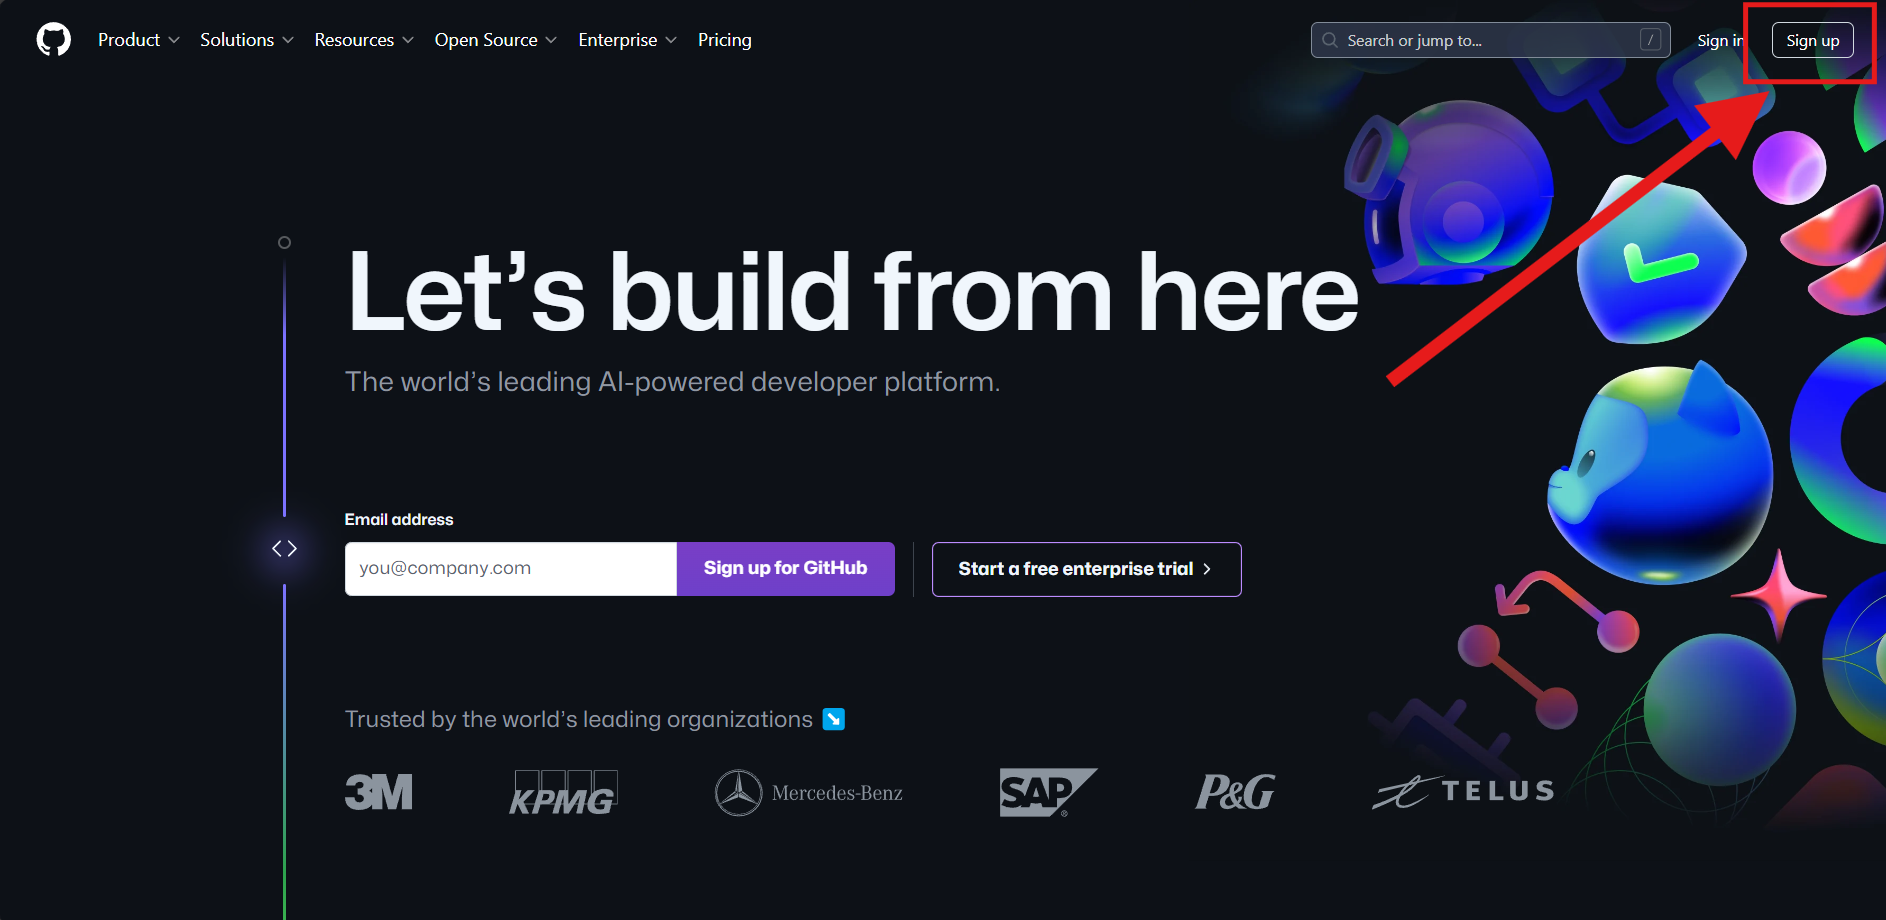 Product Solutions Resources Open Source Enterprise Pricing Search or jump to... / Sign in Sign up
Let’s build from here
The world’s leading AI-powered developer platform.
Email address
you@company.com Sign up for GitHub Start a free enterprise trial
Trusted by the world’s leading organizations
3M KPMG Mercedes-Benz SAP® P&G TELUS